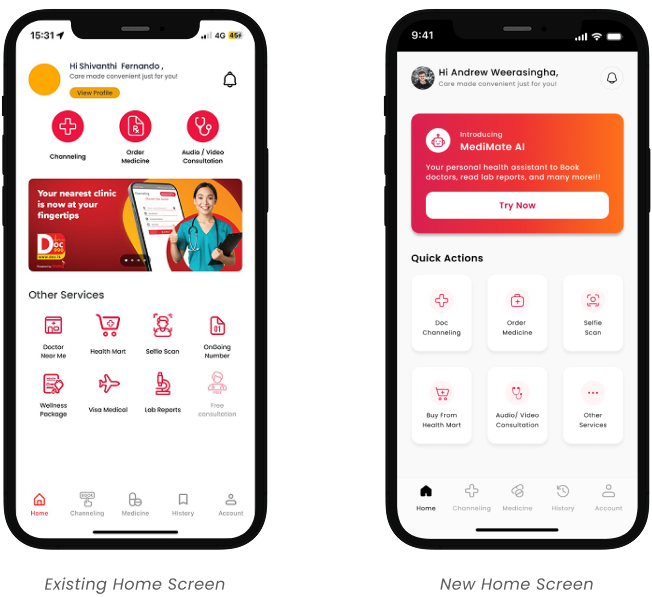 15:31
4G 45
Hi Shivanthi Fernando ,
Care made convenient just for you!
View Profile
Channeling
Order
Medicine
Audio / Video
Consultation
Your nearest clinic
is now at your
fingertips
Doc
990
www.doc.lk
Other Services
Doctor
Near Me
Health Mart
Selfie Scan
OnGoing
Number
01
Wellness
Package
Visa Medical
Lab Reports
FREE
Free
consultation
Home
BOOK
Channeling
Medicine
History
Account
Existing Home Screen
9:41
Hi Andrew Weerasingha,
Care made convenient just for you!
Introducing
MediMate AI
Your personal health assistant to Book
doctors, read lab reports, and many more!!!
Try Now
Quick Actions
Doc
Channeling
Order
Medicine
Selfie
Scan
Buy From
Health Mart
Audio/ Video
Consultation
Other
Services
Home
Channeling
Medicine
History
Account
New Home Screen